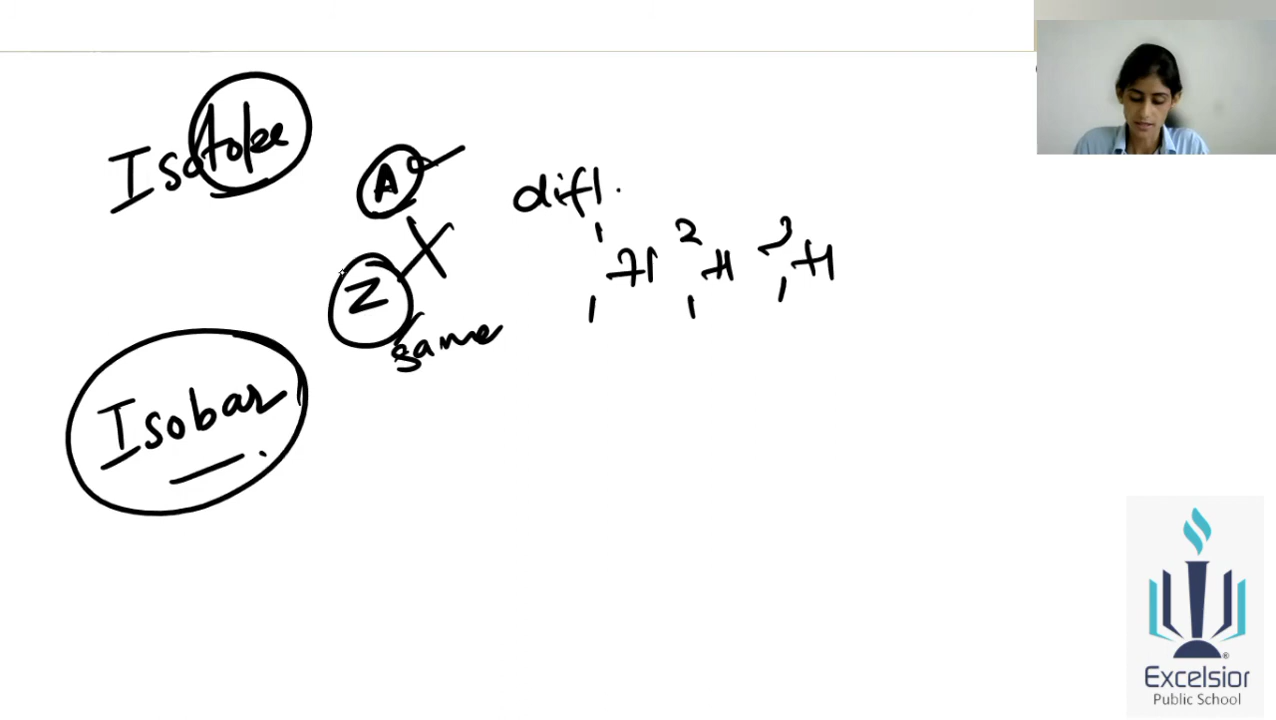 Isotope
A diff.
X
Z same
1 2 3
H H H
1 1 1
Isobar
Excelsior
Public School